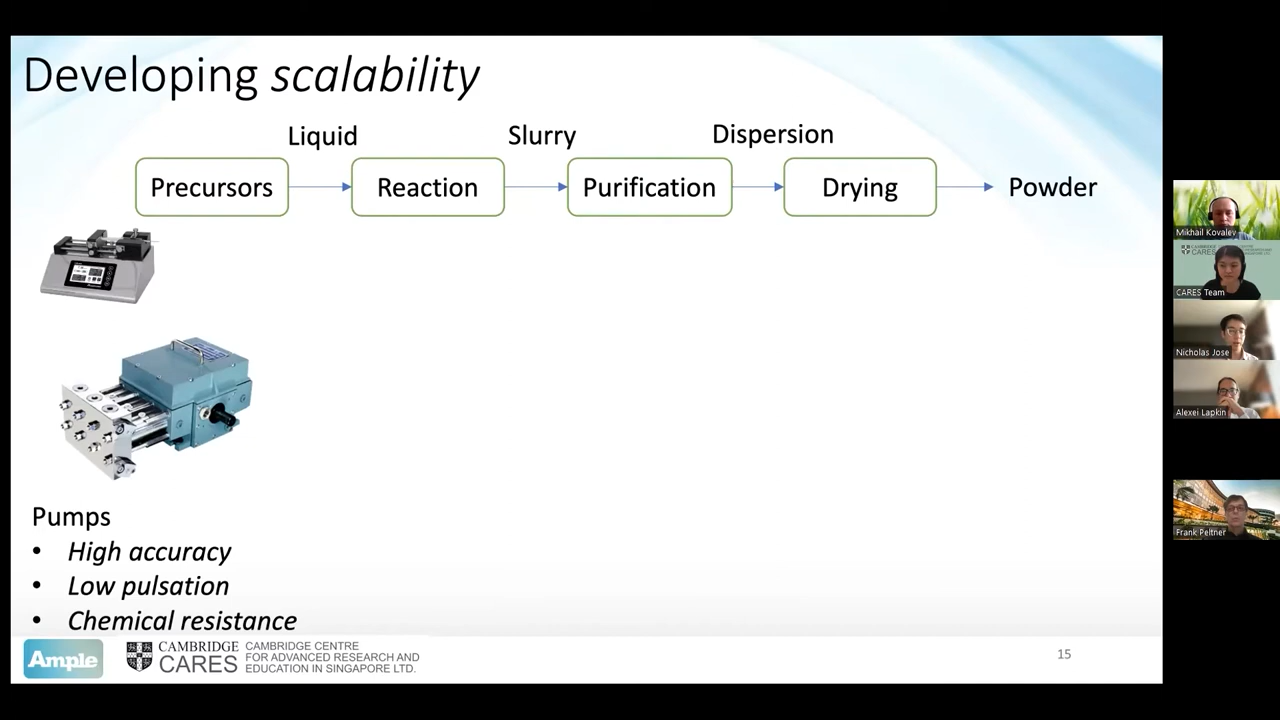 Developing scalability
Liquid
Slurry
Dispersion
Precursors
Reaction
Purification
Drying
Powder
Pumps
• High accuracy
• Low pulsation
• Chemical resistance
Ample
CAMBRIDGE
CARES
CAMBRIDGE CENTRE
FOR ADVANCED RESEARCH AND
EDUCATION IN SINGAPORE LTD.
15
Mikhail Kovalev
CARES
CARES Team
Nicholas Jose
Alexei Lapkin
Frank Peltner